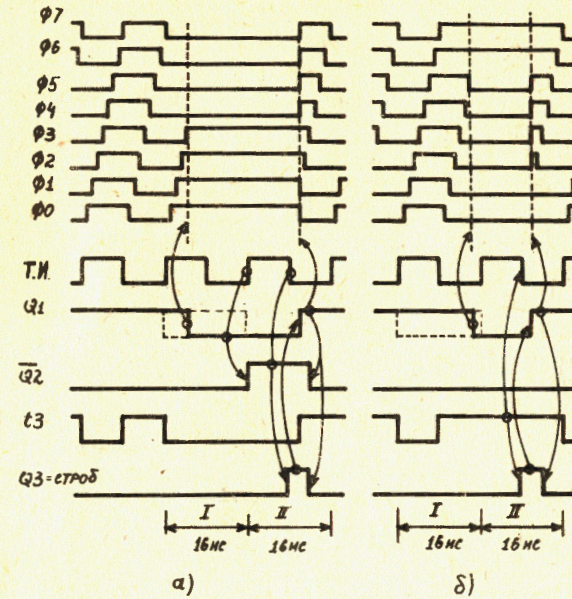 φ7
φ6
φ5
φ4
φ3
φ2
φ1
φ0
Т.И.
Q1
Q2
t3
Q3=строб
I II I II
16нс 16нс 16нс 16нс
а) б)